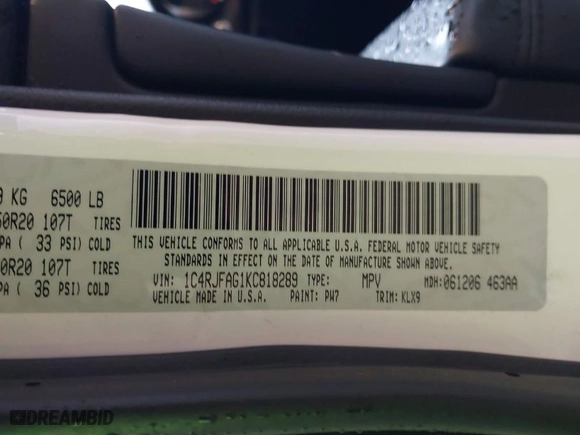 9 KG 6500 LB
50R20 107T TIRES
PA ( 33 PSI) COLD
0R20 107T TIRES
PA ( 36 PSI) COLD
THIS VEHICLE CONFORMS TO ALL APPLICABLE U.S.A. FEDERAL MOTOR VEHICLE SAFETY
STANDARDS IN EFFECT ON THE DATE OF MANUFACTURE SHOWN ABOVE.
VIN: 1C4RJFAG1KC818289 TYPE: MPV MDH: 061206 463AA
VEHICLE MADE IN U.S.A. PAINT: PW7 TRIM: KLX9
DREAMBID